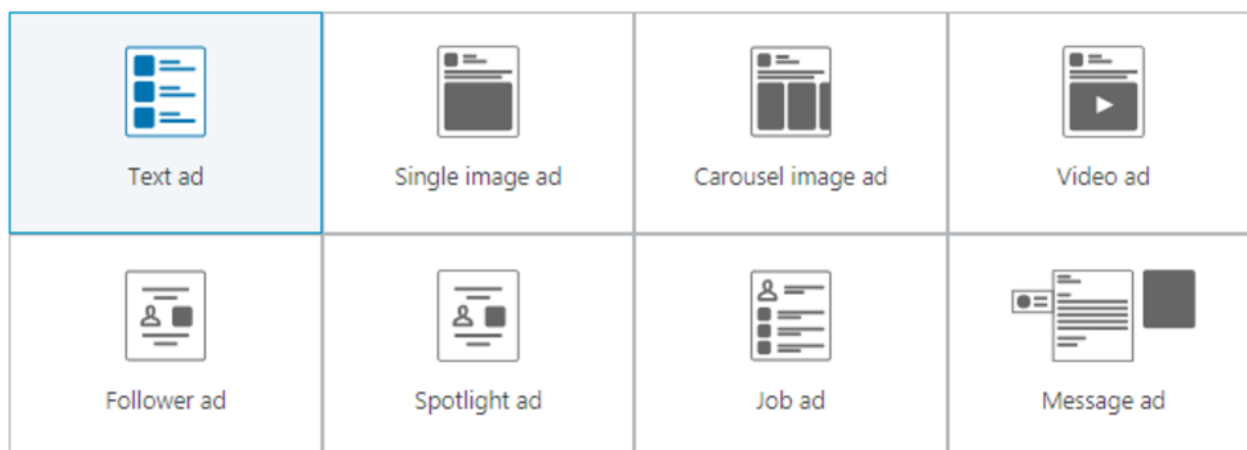 Text ad
Single image ad
Carousel image ad
Video ad
Follower ad
Spotlight ad
Job ad
Message ad